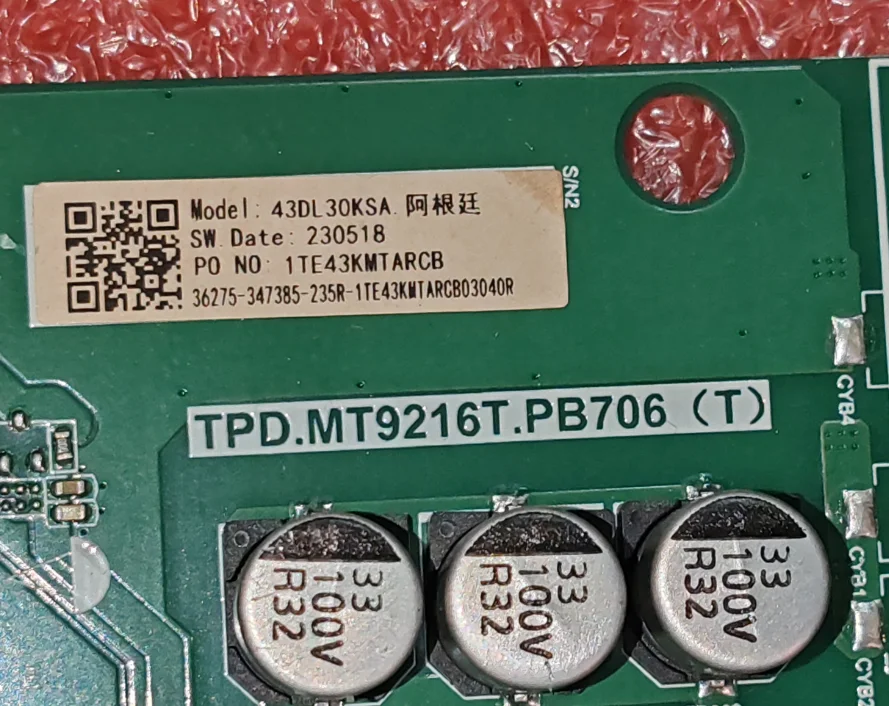 S/N2
Model: 43DL30KSA.阿根廷
SW.Date: 230518
PO NO: 1TE43KMTARCB
36275-347385-235R-1TE43KMTARCB03040R
CYB4
TPD.MT9216T.PB706 (T)
33
100V
R32
33
100V
R32
33
100V
R32
CYB1
CYB2